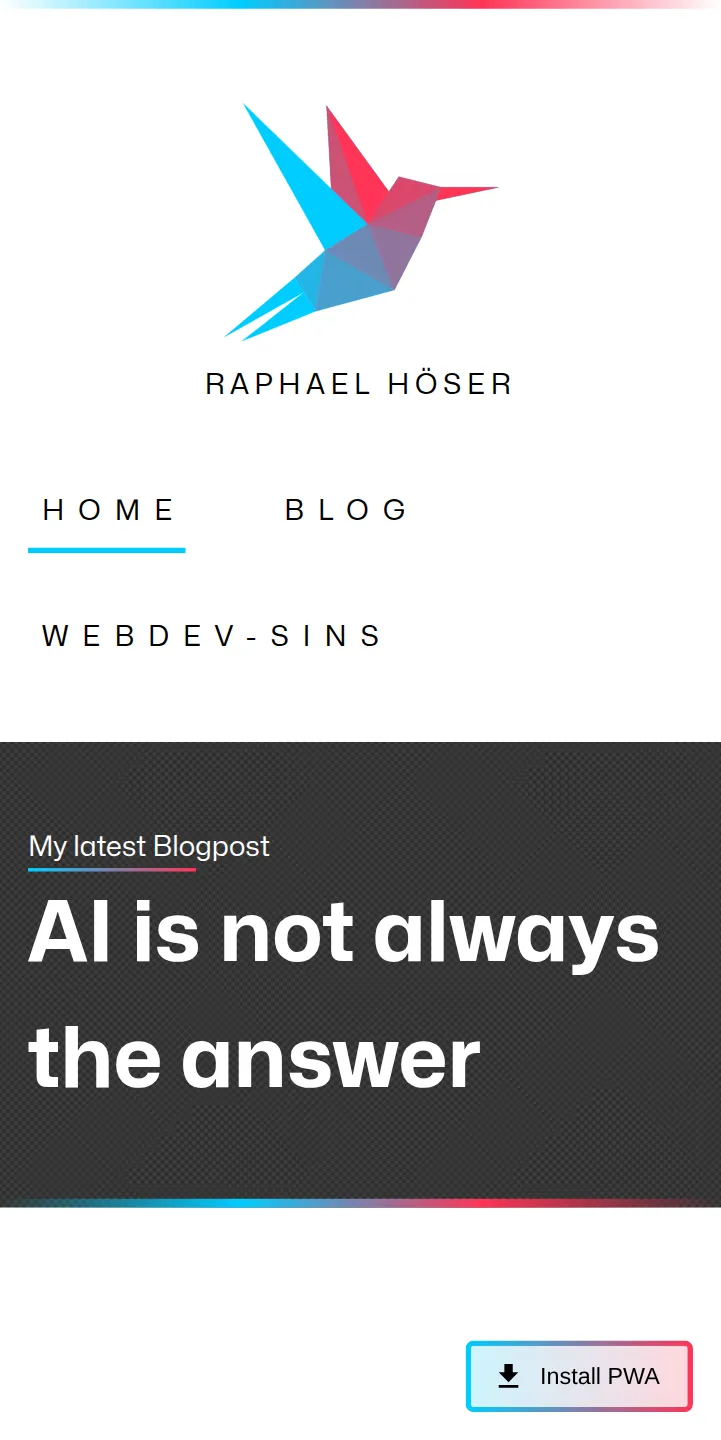 RAPHAEL HÖSER
HOME BLOG
WEBDEV-SINS
My latest Blogpost
AI is not always
the answer
Install PWA